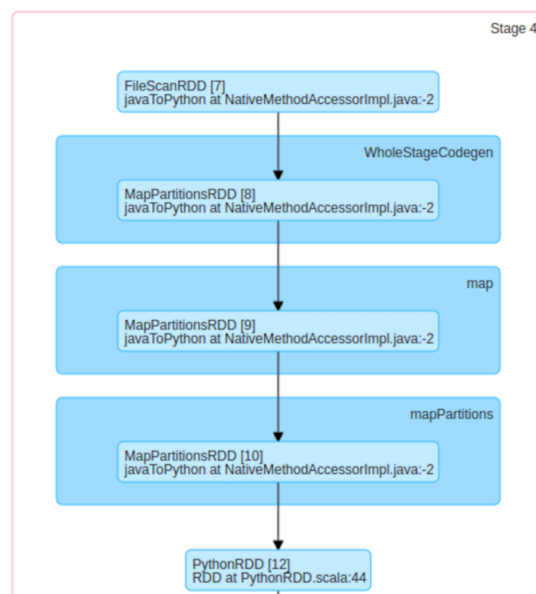 Stage 4
FileScanRDD [7]
javaToPython at NativeMethodAccessorImpl.java:-2
WholeStageCodegen
MapPartitionsRDD [8]
javaToPython at NativeMethodAccessorImpl.java:-2
map
MapPartitionsRDD [9]
javaToPython at NativeMethodAccessorImpl.java:-2
mapPartitions
MapPartitionsRDD [10]
javaToPython at NativeMethodAccessorImpl.java:-2
PythonRDD [12]
RDD at PythonRDD.scala:44